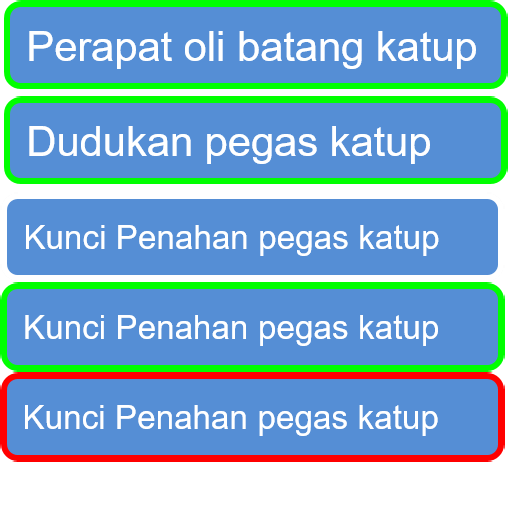 Perapat oli batang katup
Dudukan pegas katup
Kunci Penahan pegas katup
Kunci Penahan pegas katup
Kunci Penahan pegas katup